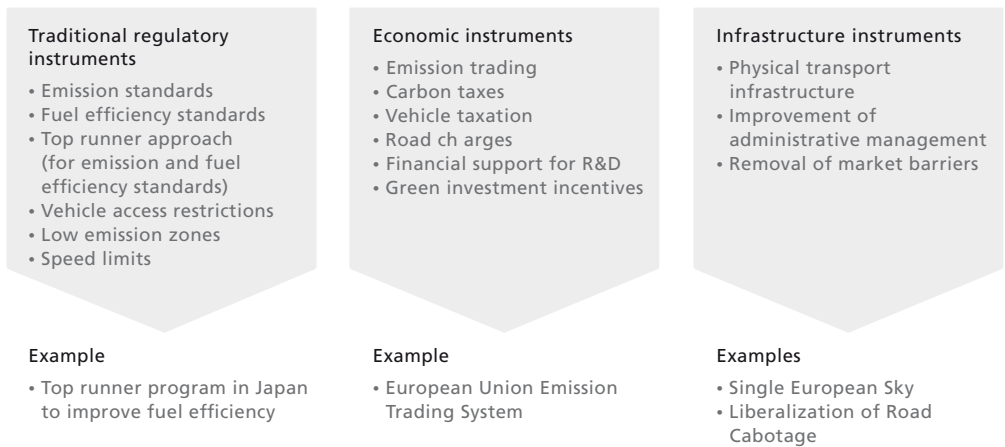 Traditional regulatory
instruments
• Emission standards
• Fuel efficiency standards
• Top runner approach
(for emission and fuel
efficiency standards)
• Vehicle access restrictions
• Low emission zones
• Speed limits
Example
• Top runner program in Japan
to improve fuel efficiency
Economic instruments
• Emission trading
• Carbon taxes
• Vehicle taxation
• Road ch arges
• Financial support for R&D
• Green investment incentives
Example
• European Union Emission
Trading System
Infrastructure instruments
• Physical transport
infrastructure
• Improvement of
administrative management
• Removal of market barriers
Examples
• Single European Sky
• Liberalization of Road
Cabotage